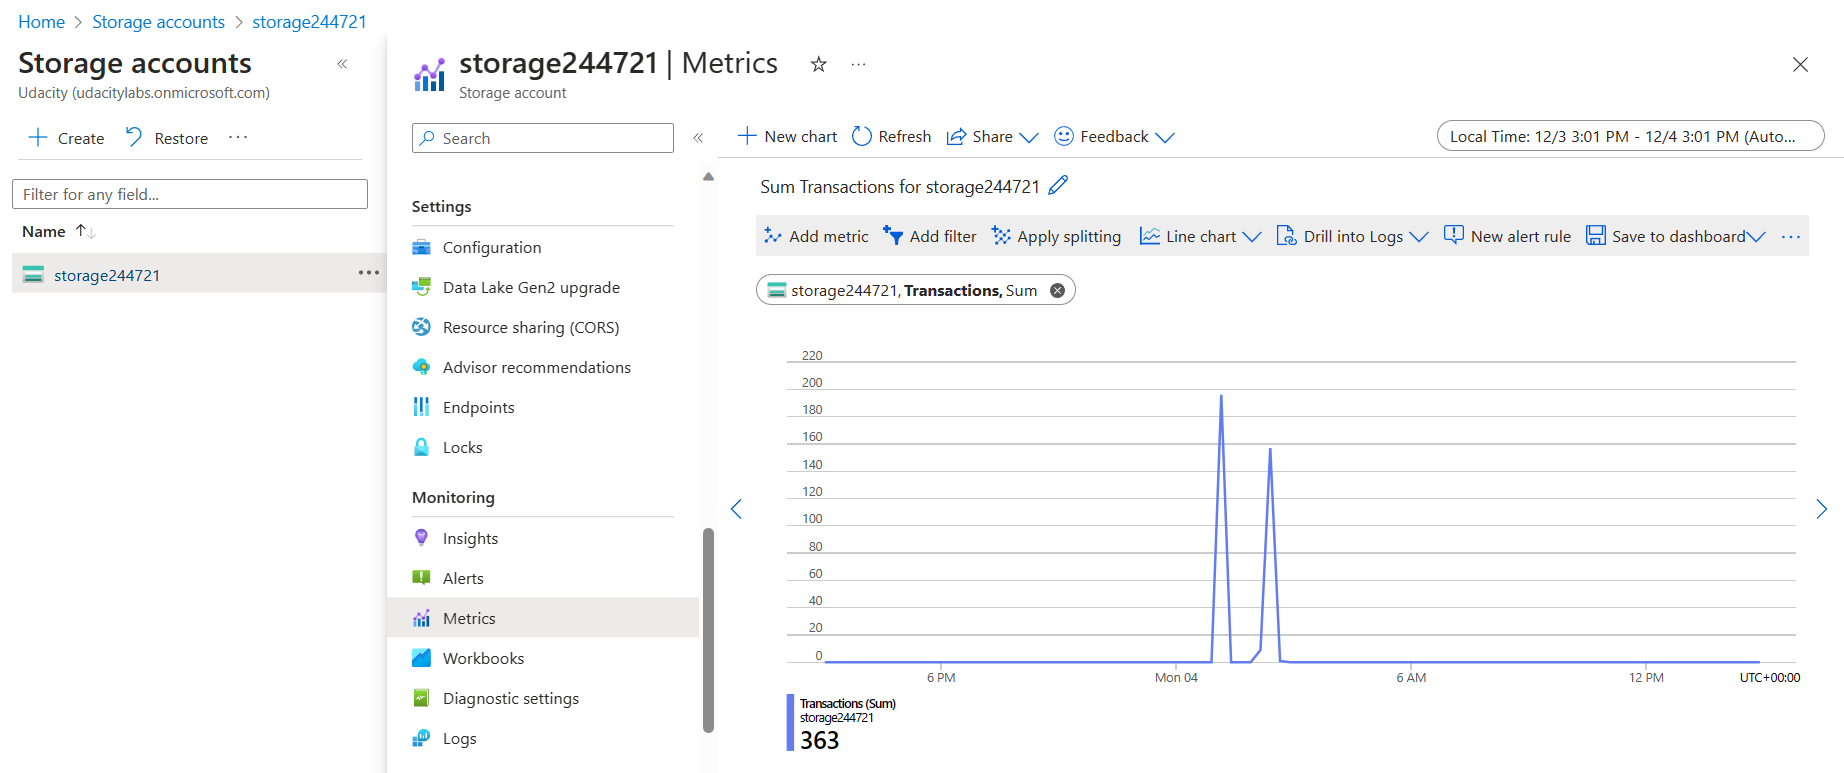 Home > Storage accounts > storage244721
Storage accounts
Udacity (udacitylabs.onmicrosoft.com)
Create Restore ...
Filter for any field...
Name
storage244721 ...
storage244721 | Metrics ...
Storage account
Search
Settings
Configuration
Data Lake Gen2 upgrade
Resource sharing (CORS)
Advisor recommendations
Endpoints
Locks
Monitoring
Insights
Alerts
Metrics
Workbooks
Diagnostic settings
Logs
New chart Refresh Share Feedback
Local Time: 12/3 3:01 PM - 12/4 3:01 PM (Auto...
Sum Transactions for storage244721
Add metric Add filter Apply splitting Line chart Drill into Logs New alert rule Save to dashboard ...
storage244721, Transactions, Sum
220
200
180
160
140
120
100
80
60
40
20
0
6 PM Mon 04 6 AM 12 PM UTC+00:00
Transactions (Sum)
storage244721
363